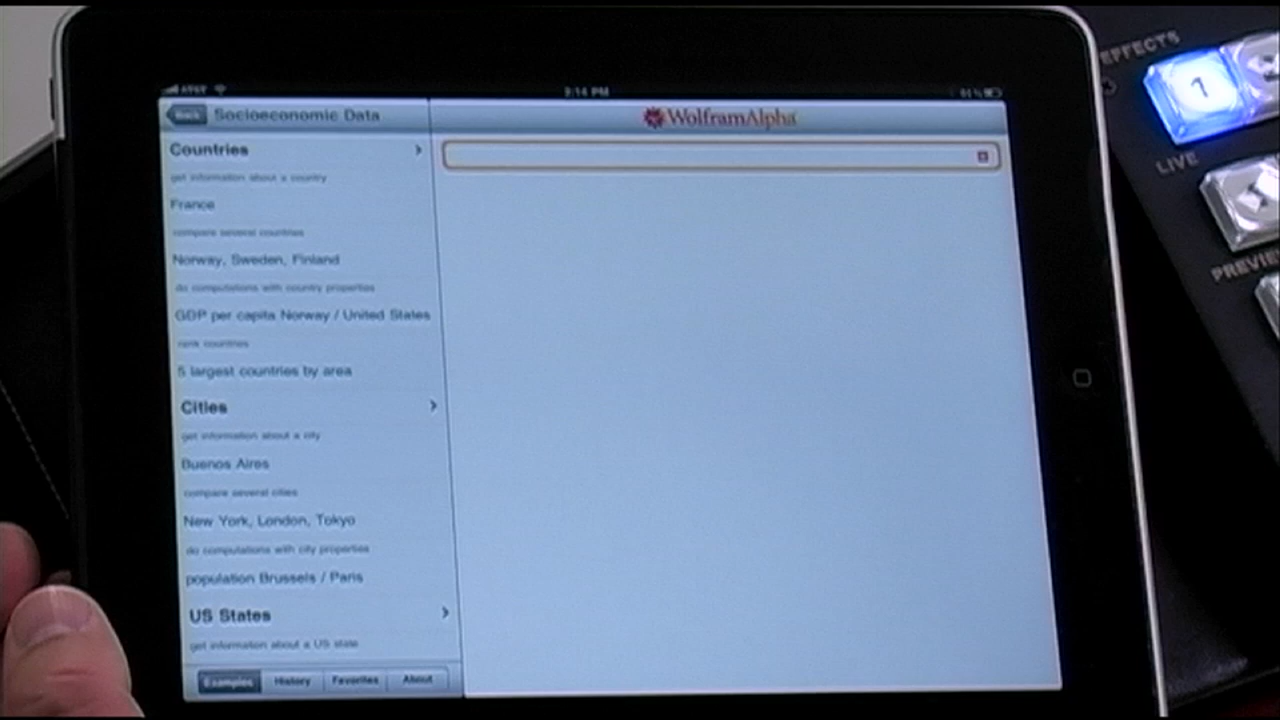 AT&T 9:14 PM
Back Socioeconomic Data
WolframAlpha
Countries
get information about a country
France
compare several countries
Norway, Sweden, Finland
do computations with country properties
GDP per capita Norway / United States
rank countries
5 largest countries by area
Cities
get information about a city
Buenos Aires
compare several cities
New York, London, Tokyo
do computations with city properties
population Brussels / Paris
US States
get information about a US state
Examples History Favorites About
EFFECTS
1
LIVE